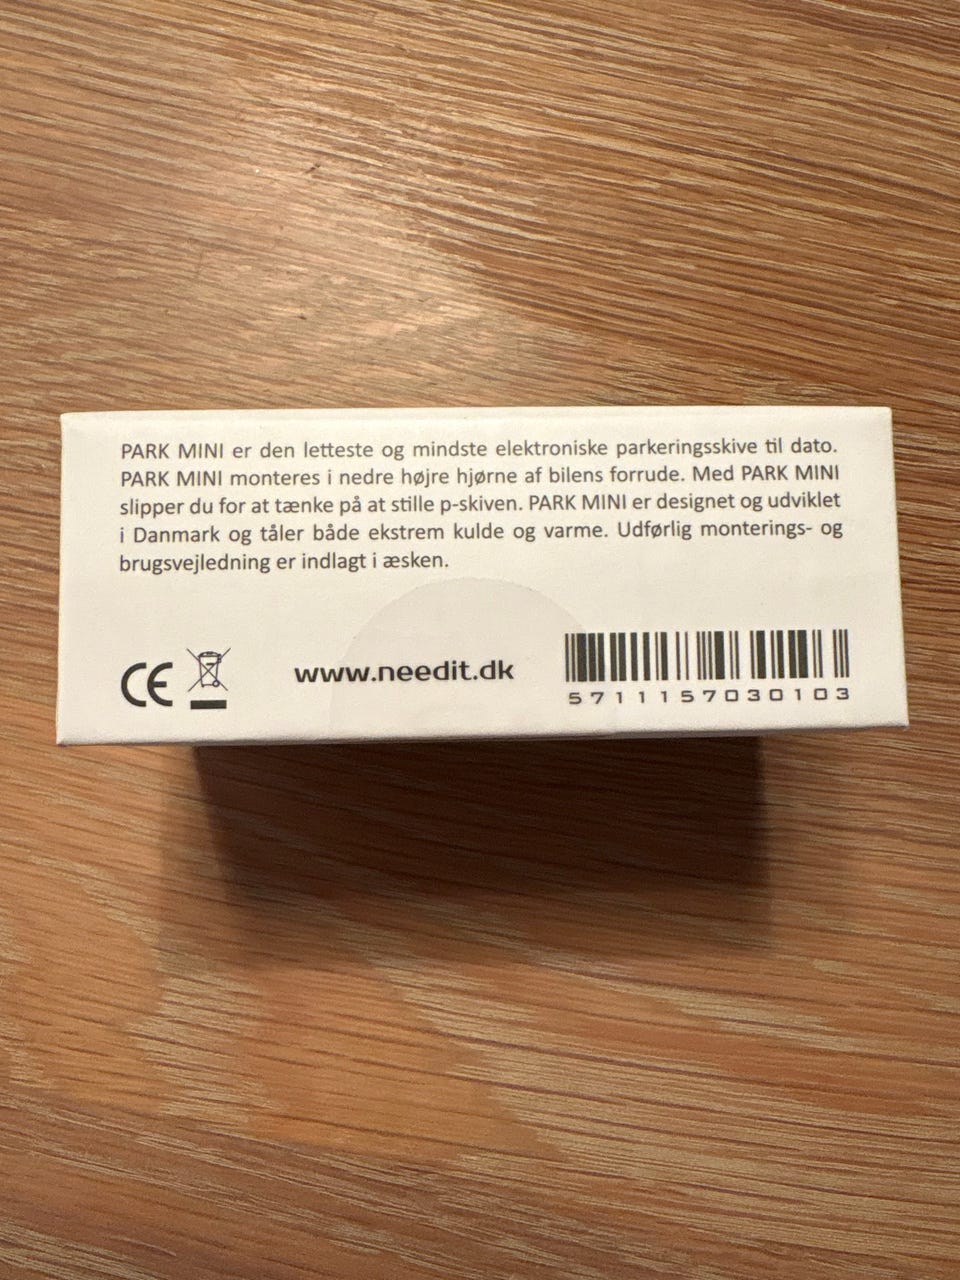 PARK MINI er den letteste og mindste elektroniske parkeringsskive til dato.
PARK MINI monteres i nedre højre hjørne af bilens forrude. Med PARK MINI
slipper du for at tænke på at stille p-skiven. PARK MINI er designet og udviklet
i Danmark og tåler både ekstrem kulde og varme. Udførlig monterings- og
brugsvejledning er indlagt i æsken.
CE
www.needit.dk
5711157030103